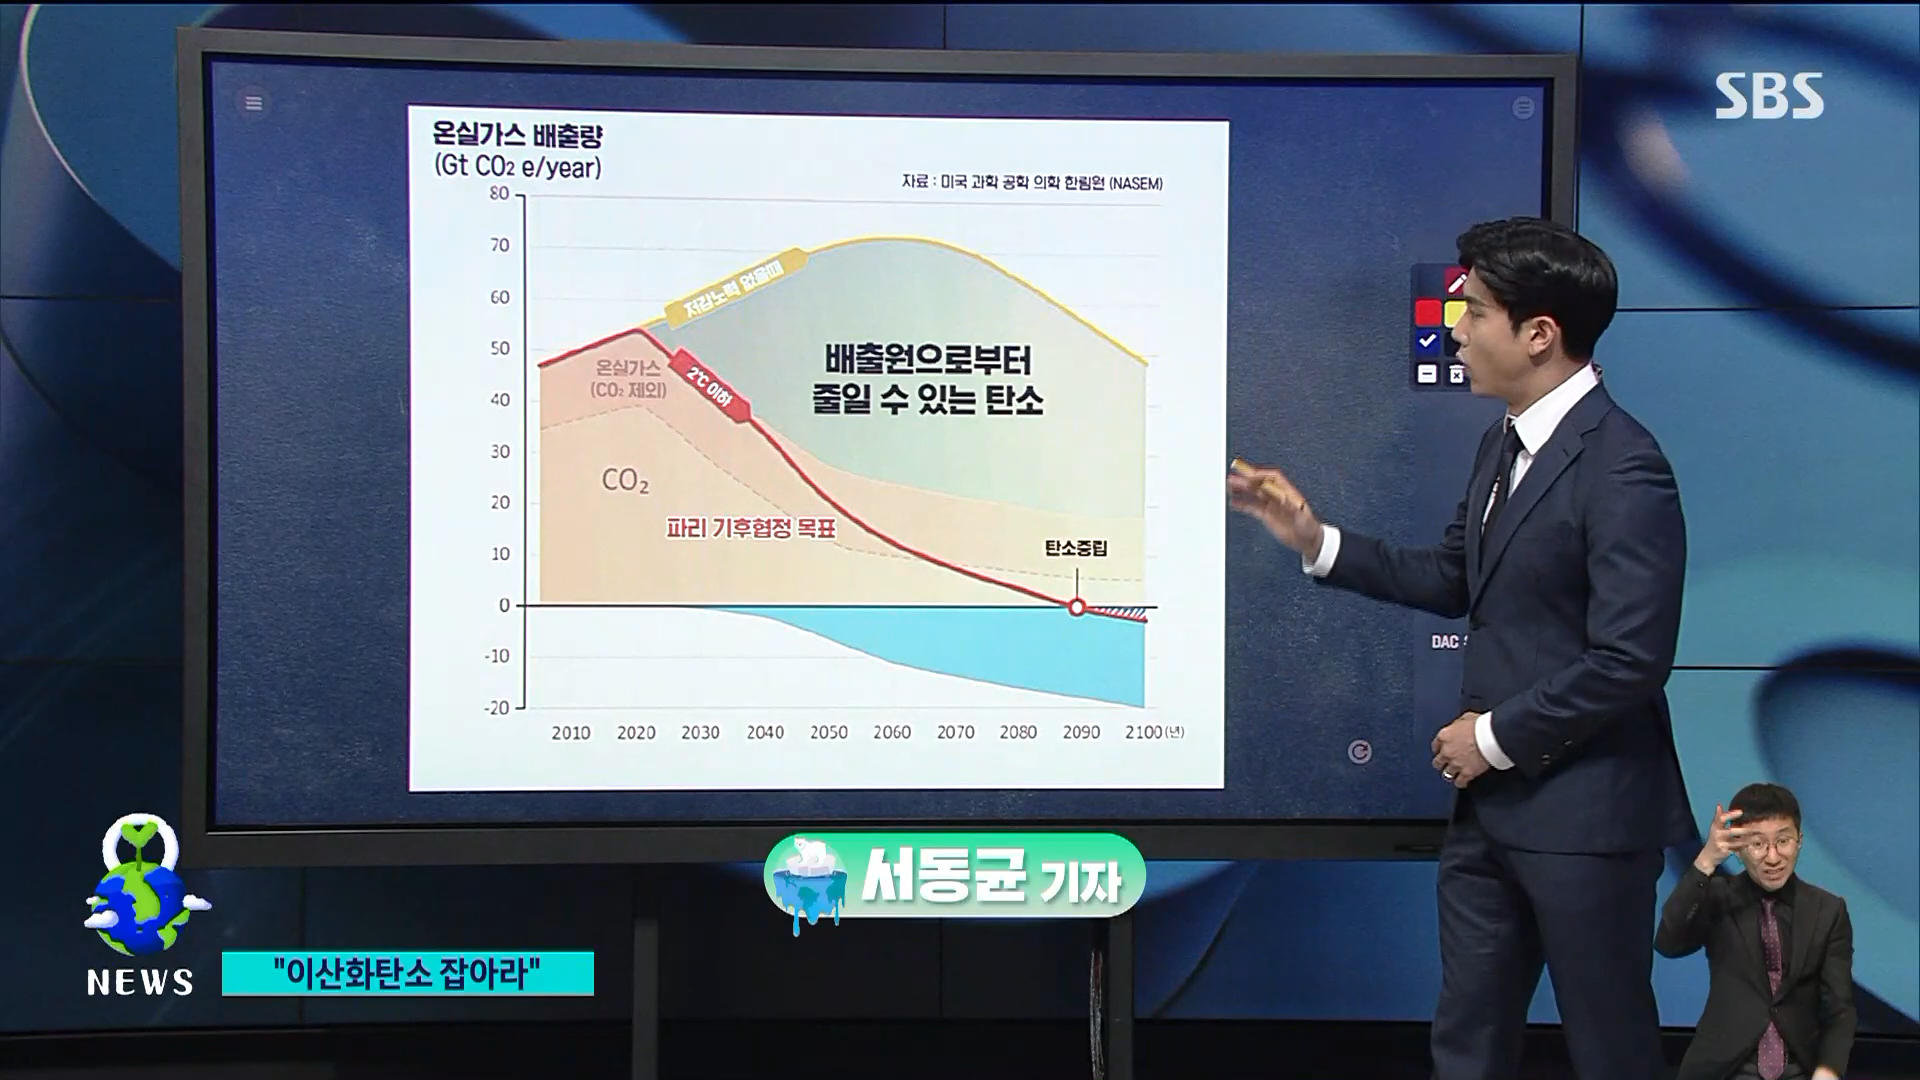 SBS
온실가스 배출량
(Gt CO₂ e/year)
자료 : 미국 과학 공학 의학 한림원 (NASEM)
80
70
60
50
40
30
20
10
0
-10
-20
저감노력 없을때
2℃ 이하
온실가스
(CO₂ 제외)
배출원으로부터
줄일 수 있는 탄소
CO₂
파리 기후협정 목표
탄소중립
2010 2020 2030 2040 2050 2060 2070 2080 2090 2100(년)
DAC
서동균 기자
NEWS
"이산화탄소 잡아라"